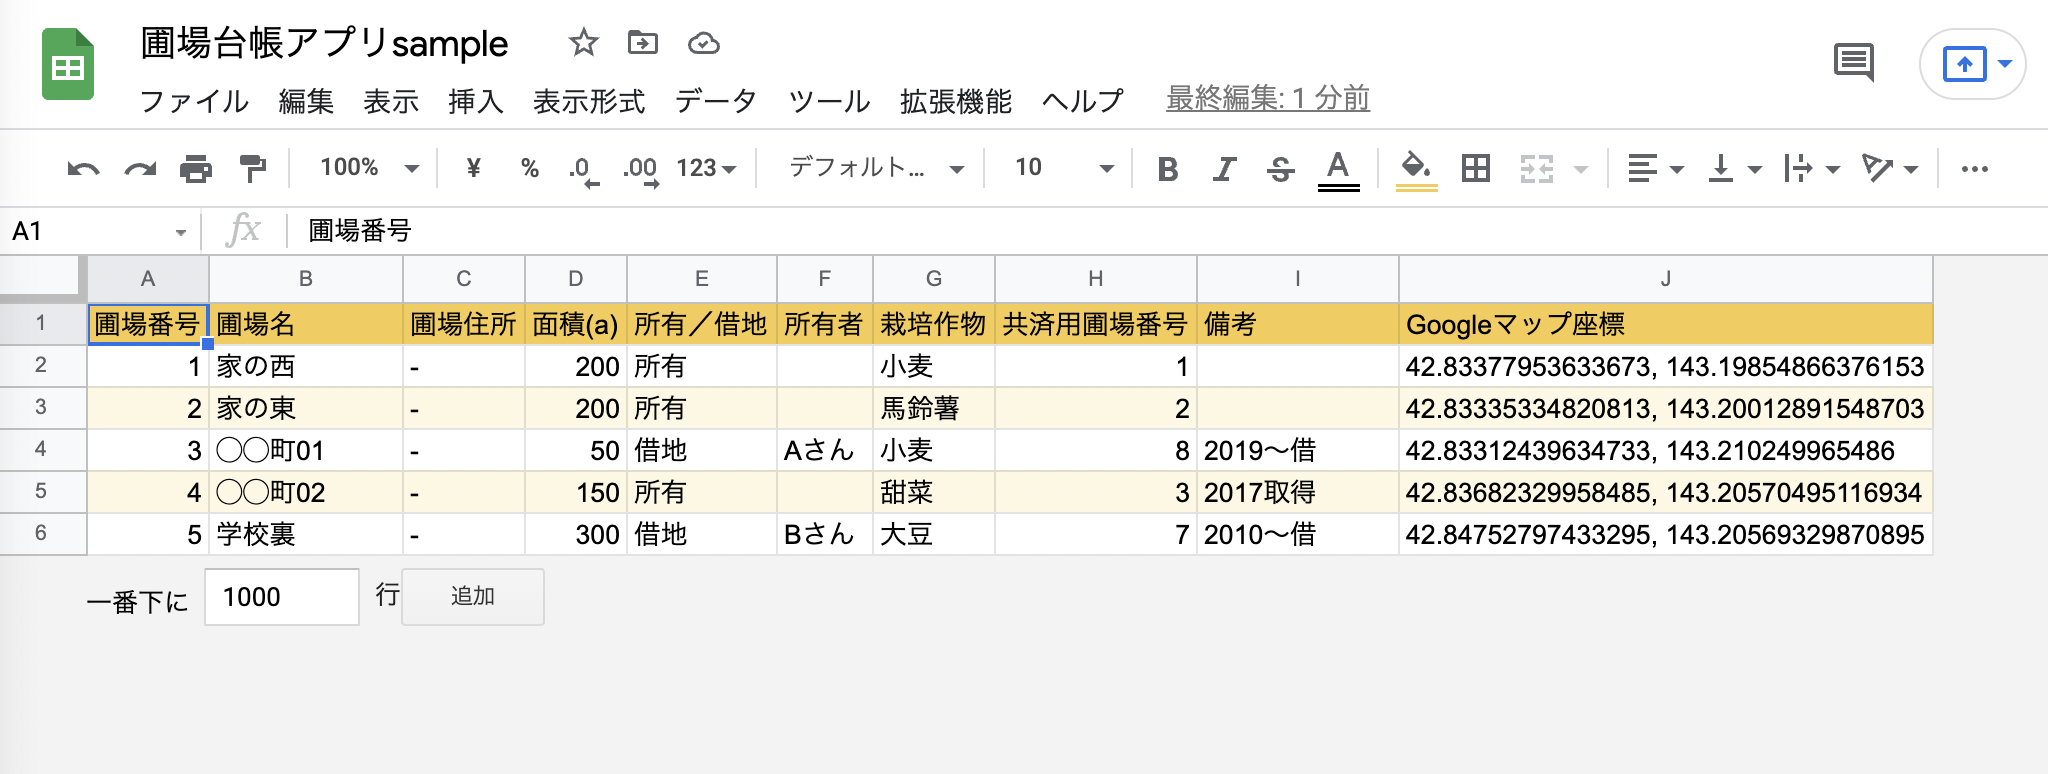 圃場台帳アプリsample
ファイル 編集 表示 挿入 表示形式 データ ツール 拡張機能 ヘルプ 最終編集: 1 分前
100% ¥ % .0 .00 123 デフォルト... 10 B I S A
A1 fx 圃場番号
A B C D E F G H I J
1 圃場番号 圃場名 圃場住所 面積(a) 所有／借地 所有者 栽培作物 共済用圃場番号 備考 Googleマップ座標
2 1 家の西 - 200 所有 小麦 1 42.83377953633673, 143.19854866376153
3 2 家の東 - 200 所有 馬鈴薯 2 42.83335334820813, 143.20012891548703
4 3 〇〇町01 - 50 借地 Aさん 小麦 8 2019〜借 42.83312439634733, 143.210249965486
5 4 〇〇町02 - 150 所有 甜菜 3 2017取得 42.83682329958485, 143.20570495116934
6 5 学校裏 - 300 借地 Bさん 大豆 7 2010〜借 42.84752797433295, 143.20569329870895
一番下に 1000 行 追加